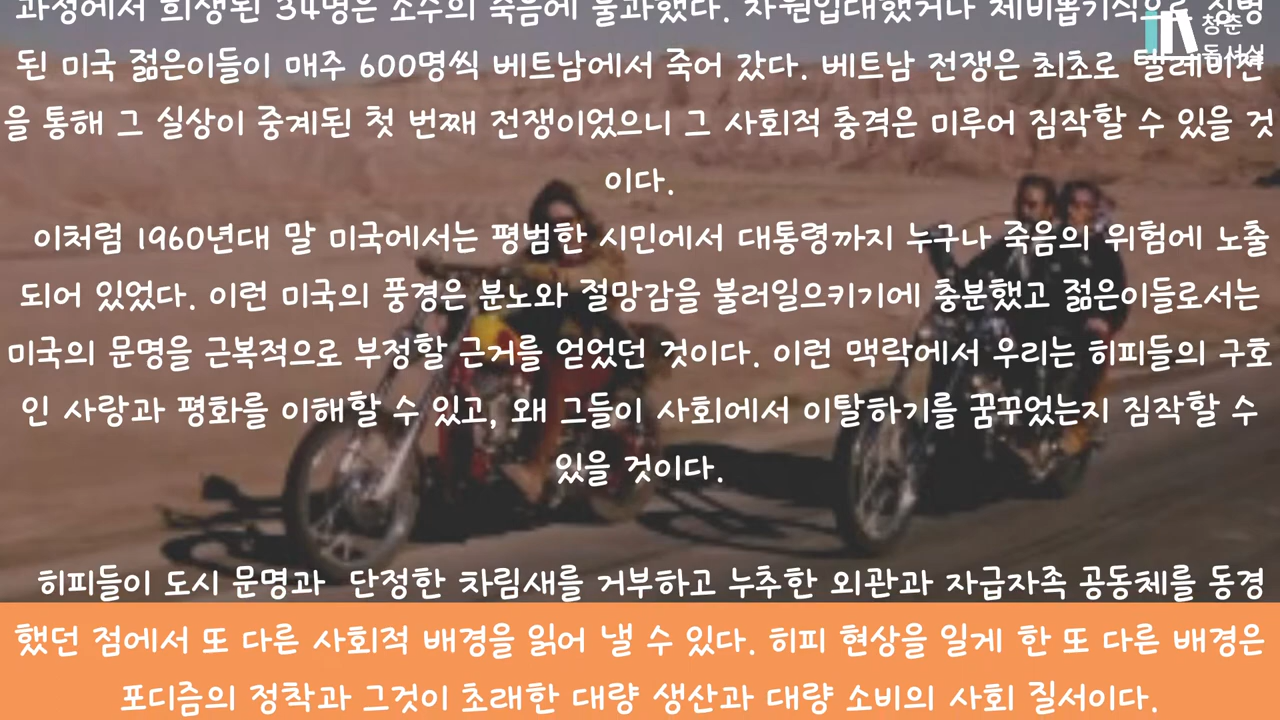 과정에서 희생된 34명은 소수의 죽음에 불과했다. 자원입대했거나 제비뽑기식으로 징병
된 미국 젊은이들이 매주 600명씩 베트남에서 죽어 갔다. 베트남 전쟁은 최초로 텔레비전
을 통해 그 실상이 중계된 첫 번째 전쟁이었으니 그 사회적 충격은 미루어 짐작할 수 있을 것
이다.
이처럼 1960년대 말 미국에서는 평범한 시민에서 대통령까지 누구나 죽음의 위험에 노출
되어 있었다. 이런 미국의 풍경은 분노와 절망감을 불러일으키기에 충분했고 젊은이들로서는
미국의 문명을 근복적으로 부정할 근거를 얻었던 것이다. 이런 맥락에서 우리는 히피들의 구호
인 사랑과 평화를 이해할 수 있고, 왜 그들이 사회에서 이탈하기를 꿈꾸었는지 짐작할 수
있을 것이다.
히피들이 도시 문명과 단정한 차림새를 거부하고 누추한 외관과 자급자족 공동체를 동경
했던 점에서 또 다른 사회적 배경을 읽어 낼 수 있다. 히피 현상을 일게 한 또 다른 배경은
포디즘의 정착과 그것이 초래한 대량 생산과 대량 소비의 사회 질서이다.
청춘
독서실